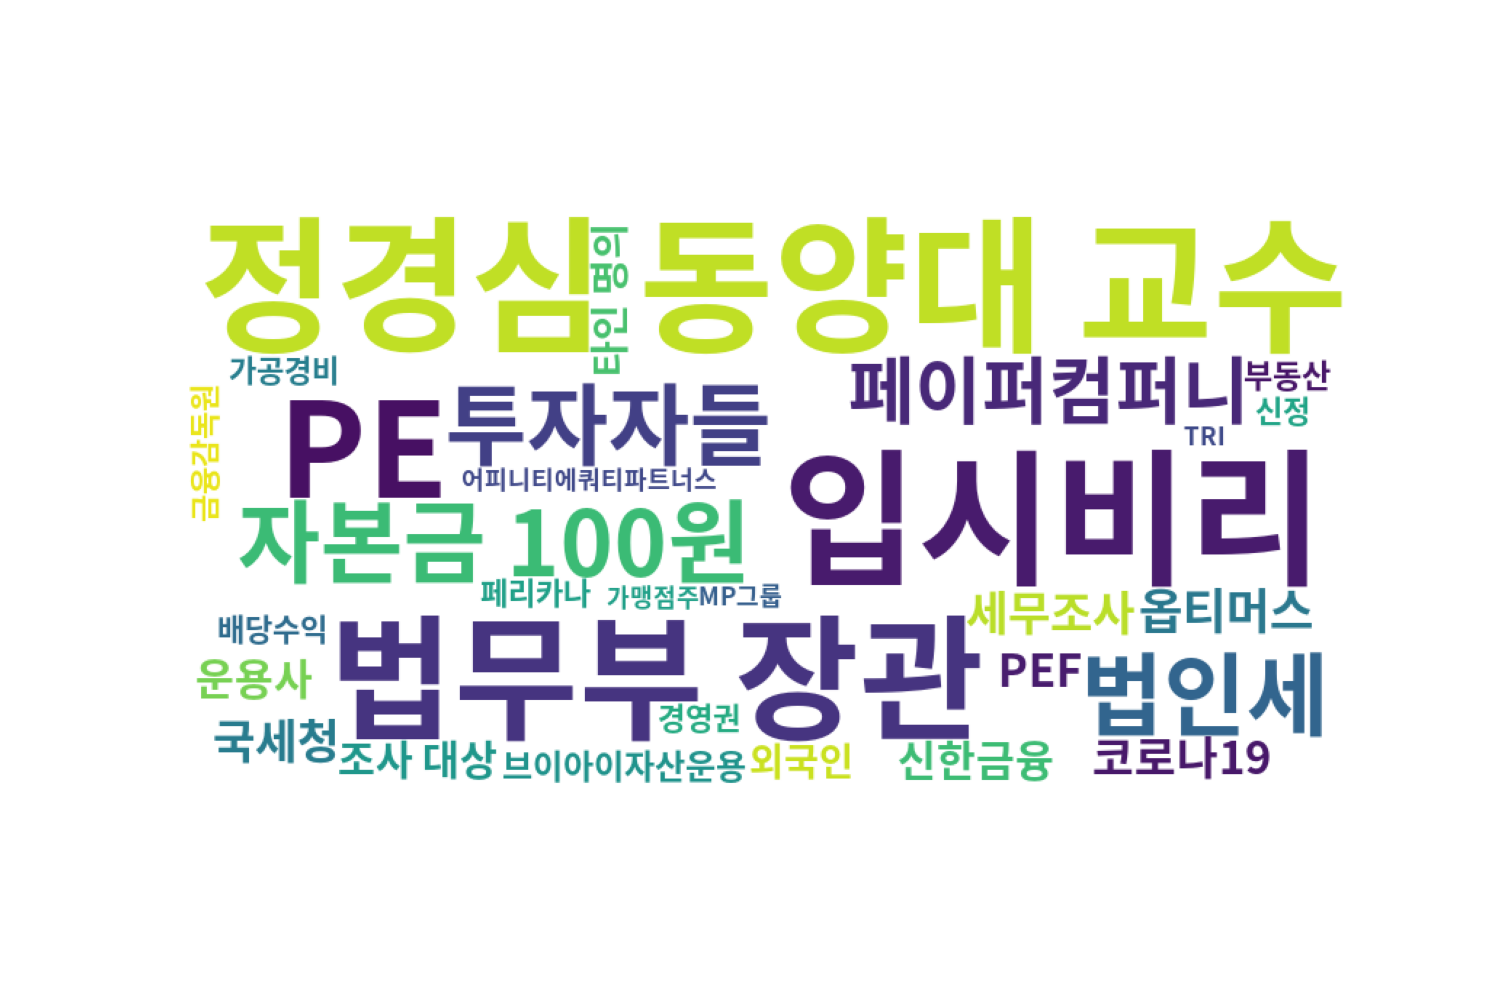 정경심 동양대 교수
타인 명의
가공경비
페이퍼컴퍼니
부동산
신정
TRI
금융감독원
PE
투자자들
어피니티에쿼티파트너스
입시비리
자본금 100원
페리카나
가맹점주
MP그룹
세무조사
옵티머스
배당수익
법무부 장관
운용사
PEF
법인세
경영권
국세청
조사 대상
브이아이자산운용
외국인
신한금융
코로나19